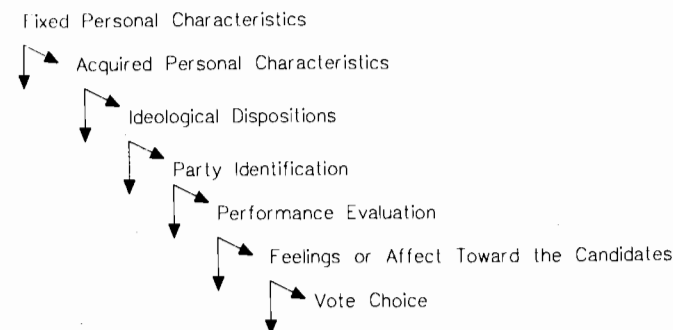 Fixed Personal Characteristics
Acquired Personal Characteristics
Ideological Dispositions
Party Identification
Performance Evaluation
Feelings or Affect Toward the Candidates
Vote Choice